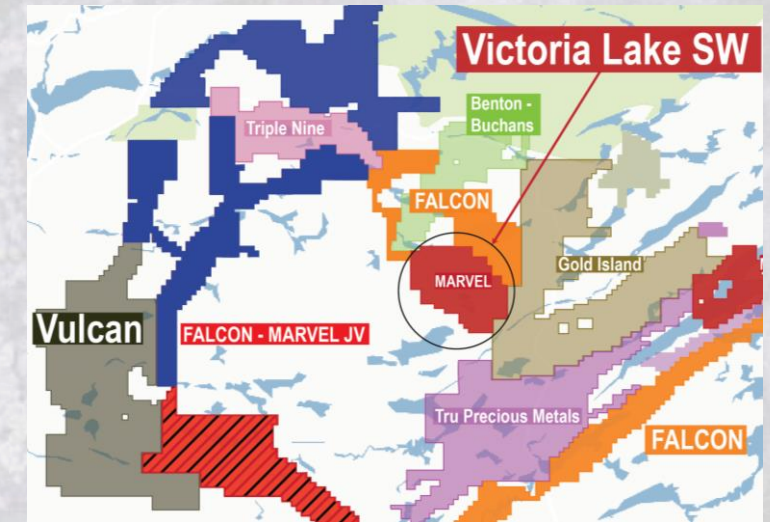 Victoria Lake SW
Benton -
Buchans
Triple Nine
FALCON
Gold Island
MARVEL
Vulcan
FALCON - MARVEL JV
Tru Precious Metals
FALCON